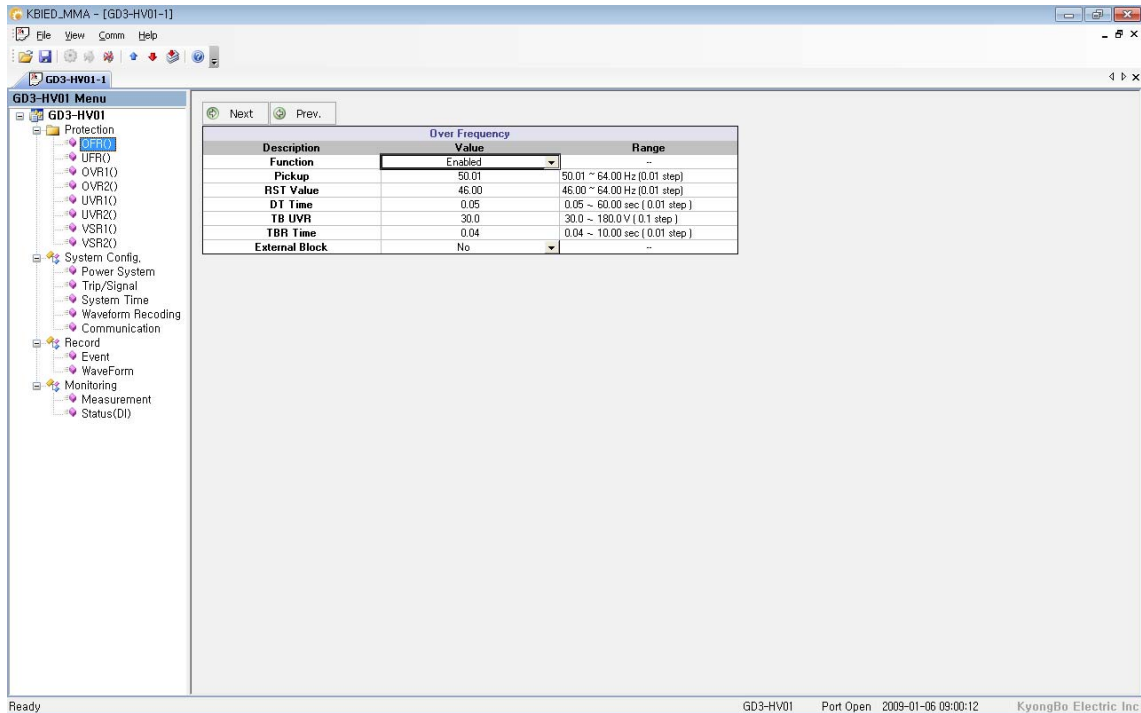 KBIED_MMA - [GD3-HV01-1]
File View Comm Help
GD3-HV01-1
GD3-HV01 Menu
GD3-HV01
Protection
OFR()
UFR()
OVR1()
OVR2()
UVR1()
UVR2()
VSR1()
VSR2()
System Config.
Power System
Trip/Signal
System Time
Waveform Recoding
Communication
Record
Event
WaveForm
Monitoring
Measurement
Status(DI)
Next Prev.
Over Frequency
Description Value Range
Function Enabled --
Pickup 50.01 50.01 ~ 64.00 Hz (0.01 step)
RST Value 46.00 46.00 ~ 64.00 Hz (0.01 step)
DT Time 0.05 0.05 ~ 60.00 sec ( 0.01 step )
TB UVR 30.0 30.0 ~ 180.0 V ( 0.1 step )
TBR Time 0.04 0.04 ~ 10.00 sec ( 0.01 step )
External Block No --
Ready GD3-HV01 Port Open 2009-01-06 09:00:12 KyongBo Electric Inc